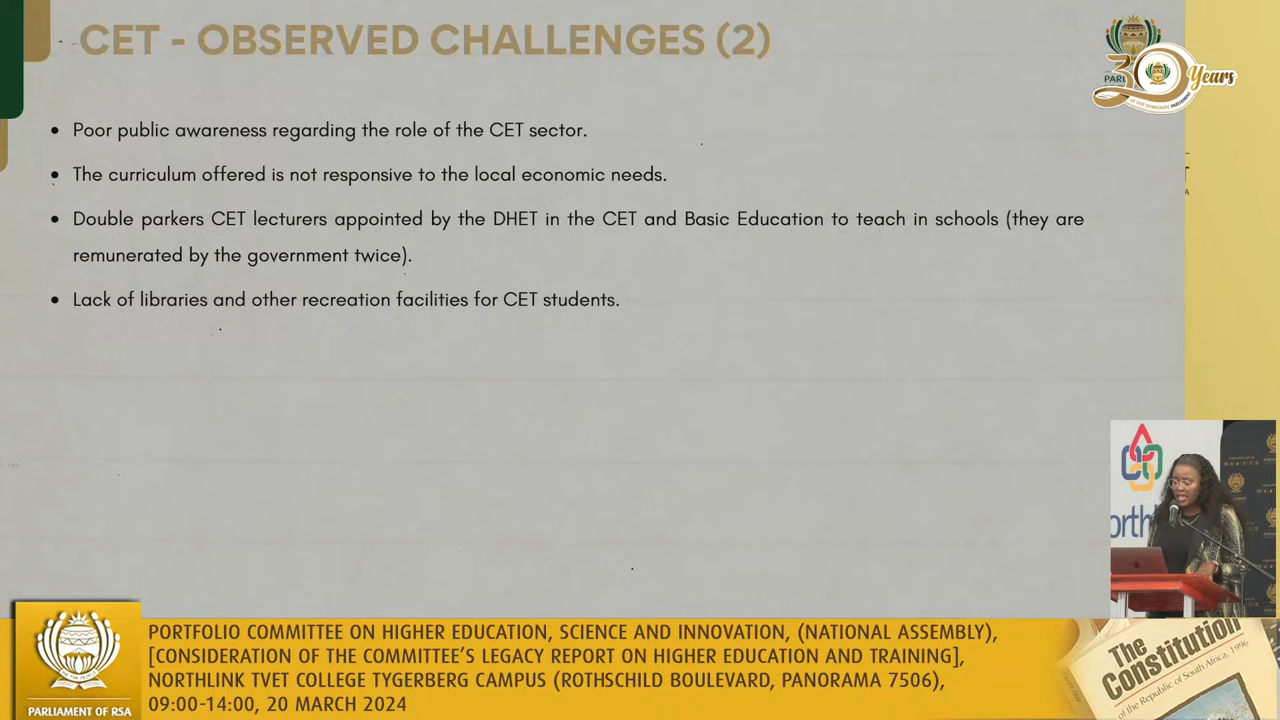 CET - OBSERVED CHALLENGES (2)
30 Years
OF OUR DEMOCRATIC PARLIAMENT
• Poor public awareness regarding the role of the CET sector.
• The curriculum offered is not responsive to the local economic needs.
• Double parkers CET lecturers appointed by the DHET in the CET and Basic Education to teach in schools (they are
remunerated by the government twice).
• Lack of libraries and other recreation facilities for CET students.
PARLIAMENT OF RSA
PORTFOLIO COMMITTEE ON HIGHER EDUCATION, SCIENCE AND INNOVATION, (NATIONAL ASSEMBLY),
[CONSIDERATION OF THE COMMITTEE'S LEGACY REPORT ON HIGHER EDUCATION AND TRAINING],
NORTHLINK TVET COLLEGE TYGERBERG CAMPUS (ROTHSCHILD BOULEVARD, PANORAMA 7506),
09:00-14:00, 20 MARCH 2024
The
Constitution
of the Republic of South Africa, 1996